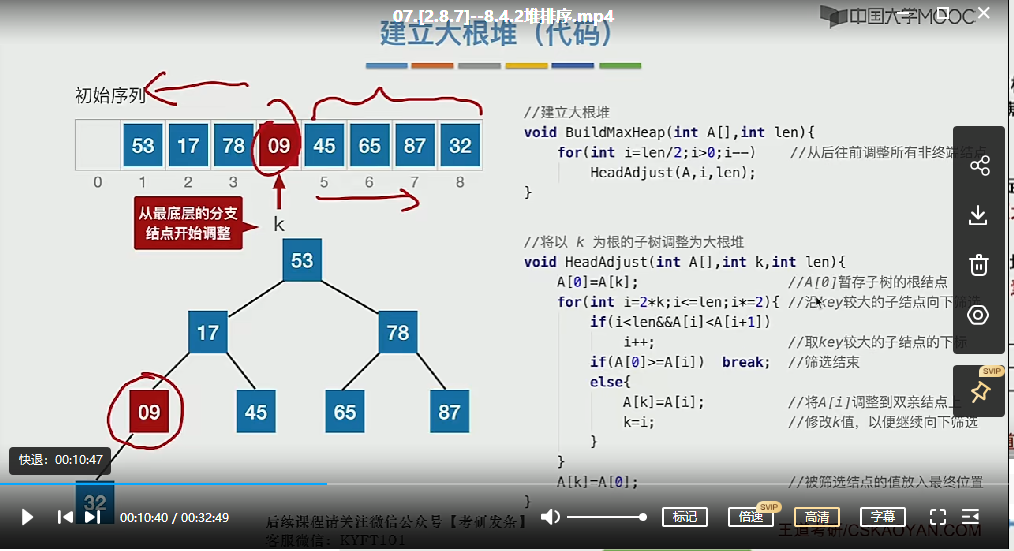 07.[2.8.7]--8.4.2堆排序.mp4
中国大学MOOC
建立大根堆（代码）
初始序列
53 17 78 09 45 65 87 32
0 1 2 3 5 6 7 8
从最底层的分支
结点开始调整
k
53
17 78
09 45 65 87
32
//建立大根堆
void BuildMaxHeap(int A[],int len){
for(int i=len/2;i>0;i--) //从后往前调整所有非终端结点
HeadAdjust(A,i,len);
}
//将以 k 为根的子树调整为大根堆
void HeadAdjust(int A[],int k,int len){
A[0]=A[k]; //A[0]暂存子树的根结点
for(int i=2*k;i<=len;i*=2){ //沿key较大的子结点向下筛选
if(i<len&&A[i]<A[i+1])
i++; //取key较大的子结点的下标
if(A[0]>=A[i]) break; //筛选结束
else{
A[k]=A[i]; //将A[i]调整到双亲结点上
k=i; //修改k值，以便继续向下筛选
}
}
A[k]=A[0]; //被筛选结点的值放入最终位置
}
SVIP
快退：00:10:47
00:10:40 / 00:32:49
标记
倍速
SVIP
高清
字幕
后续课程请关注微信公众号【考研发条】
客服微信：KYFT101
王道考研/CSKAOYAN.COM